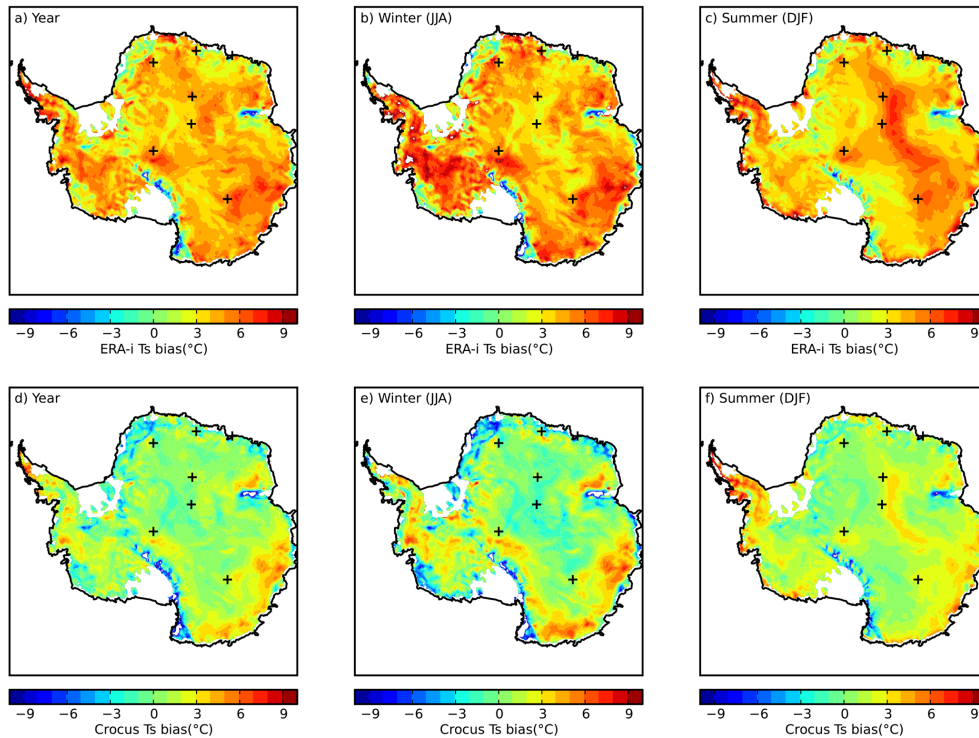 a) Year
b) Winter (JJA)
c) Summer (DJF)
−9 −6 −3 0 3 6 9
ERA-i Ts bias(°C)
−9 −6 −3 0 3 6 9
ERA-i Ts bias(°C)
−9 −6 −3 0 3 6 9
ERA-i Ts bias(°C)
d) Year
e) Winter (JJA)
f) Summer (DJF)
−9 −6 −3 0 3 6 9
Crocus Ts bias(°C)
−9 −6 −3 0 3 6 9
Crocus Ts bias(°C)
−9 −6 −3 0 3 6 9
Crocus Ts bias(°C)